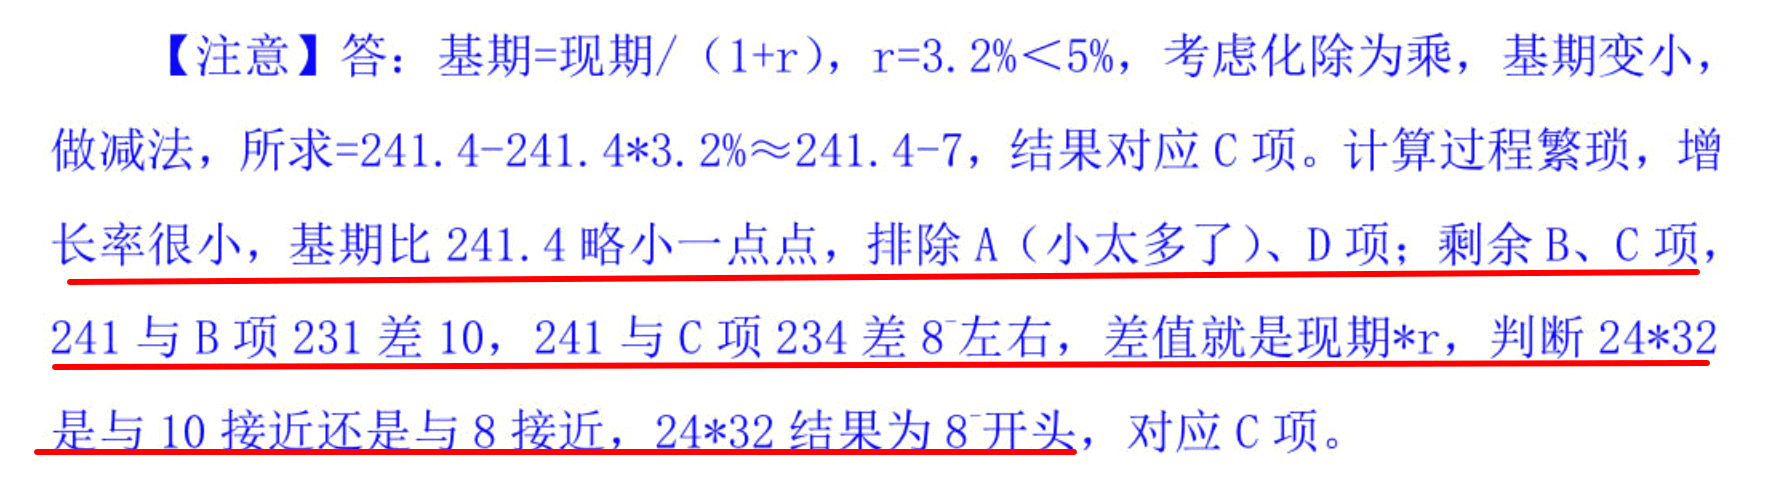 【注意】答：基期=现期/（1+r），r=3.2%＜5%，考虑化除为乘，基期变小，
做减法，所求=241.4-241.4*3.2%≈241.4-7，结果对应 C 项。计算过程繁琐，增
长率很小，基期比 241.4 略小一点点，排除 A（小太多了）、D 项；剩余 B、C 项，
241 与 B 项 231 差 10，241 与 C 项 234 差 8⁻左右，差值就是现期*r，判断 24*32
是与 10 接近还是与 8 接近，24*32 结果为 8⁻开头，对应 C 项。